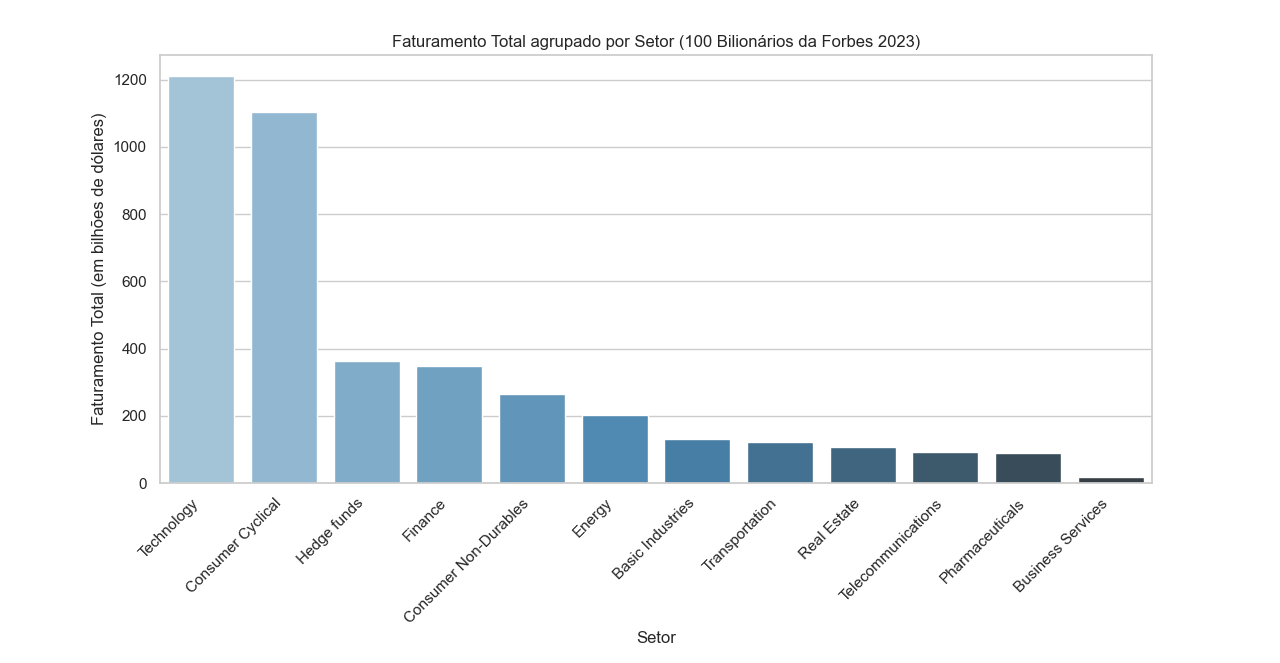 Faturamento Total agrupado por Setor (100 Bilionários da Forbes 2023)
Faturamento Total (em bilhões de dólares)
1200
1000
800
600
400
200
0
Technology
Consumer Cyclical
Hedge funds
Finance
Consumer Non-Durables
Energy
Basic Industries
Transportation
Real Estate
Telecommunications
Pharmaceuticals
Business Services
Setor